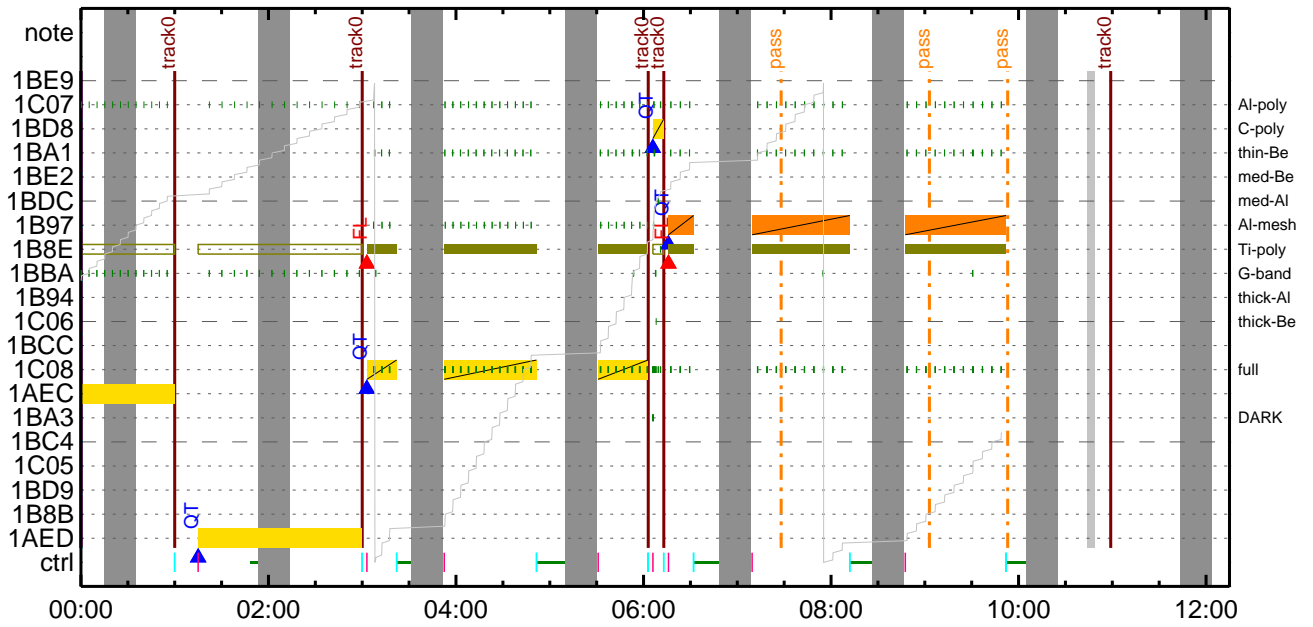 note
track0
track0
track0
track0
pass
pass
pass
track0
1BE9
1C07
Al-poly
QT
1BD8
C-poly
1BA1
thin-Be
1BE2
med-Be
1BDC
med-Al
QT
1B97
Al-mesh
FL
FL
1B8E
Ti-poly
1BBA
G-band
1B94
thick-Al
1C06
thick-Be
1BCC
QT
1C08
full
1AEC
1BA3
DARK
1BC4
1C05
1BD9
1B8B
QT
1AED
ctrl
00:00
02:00
04:00
06:00
08:00
10:00
12:00